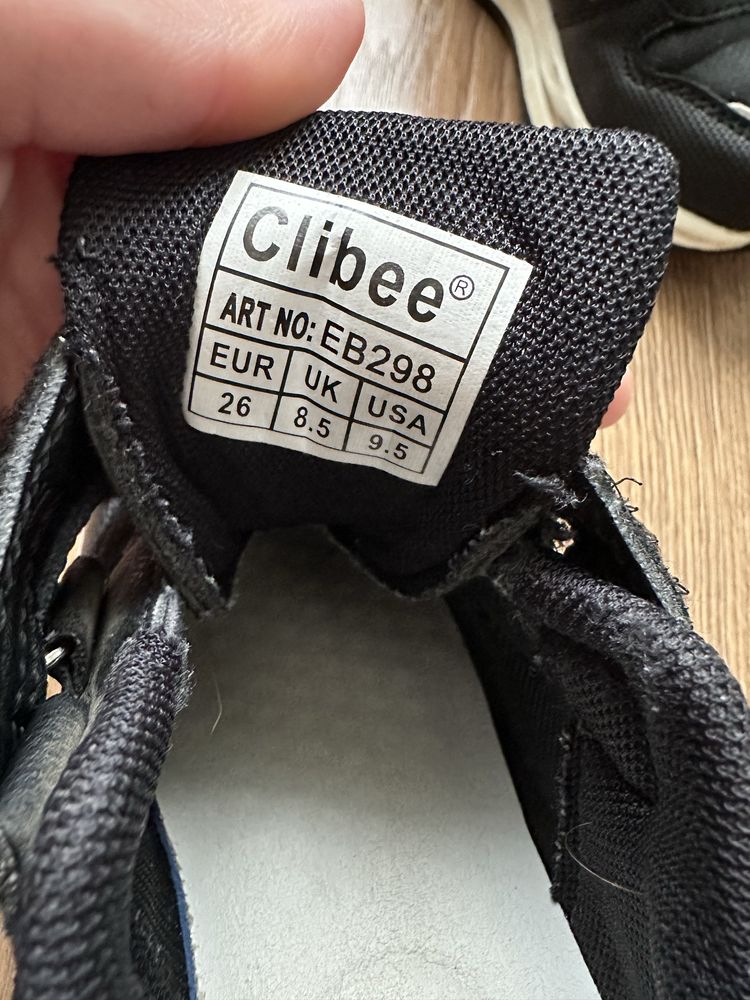 Clibee®
ART NO: EB298
EUR UK USA
26 8.5 9.5